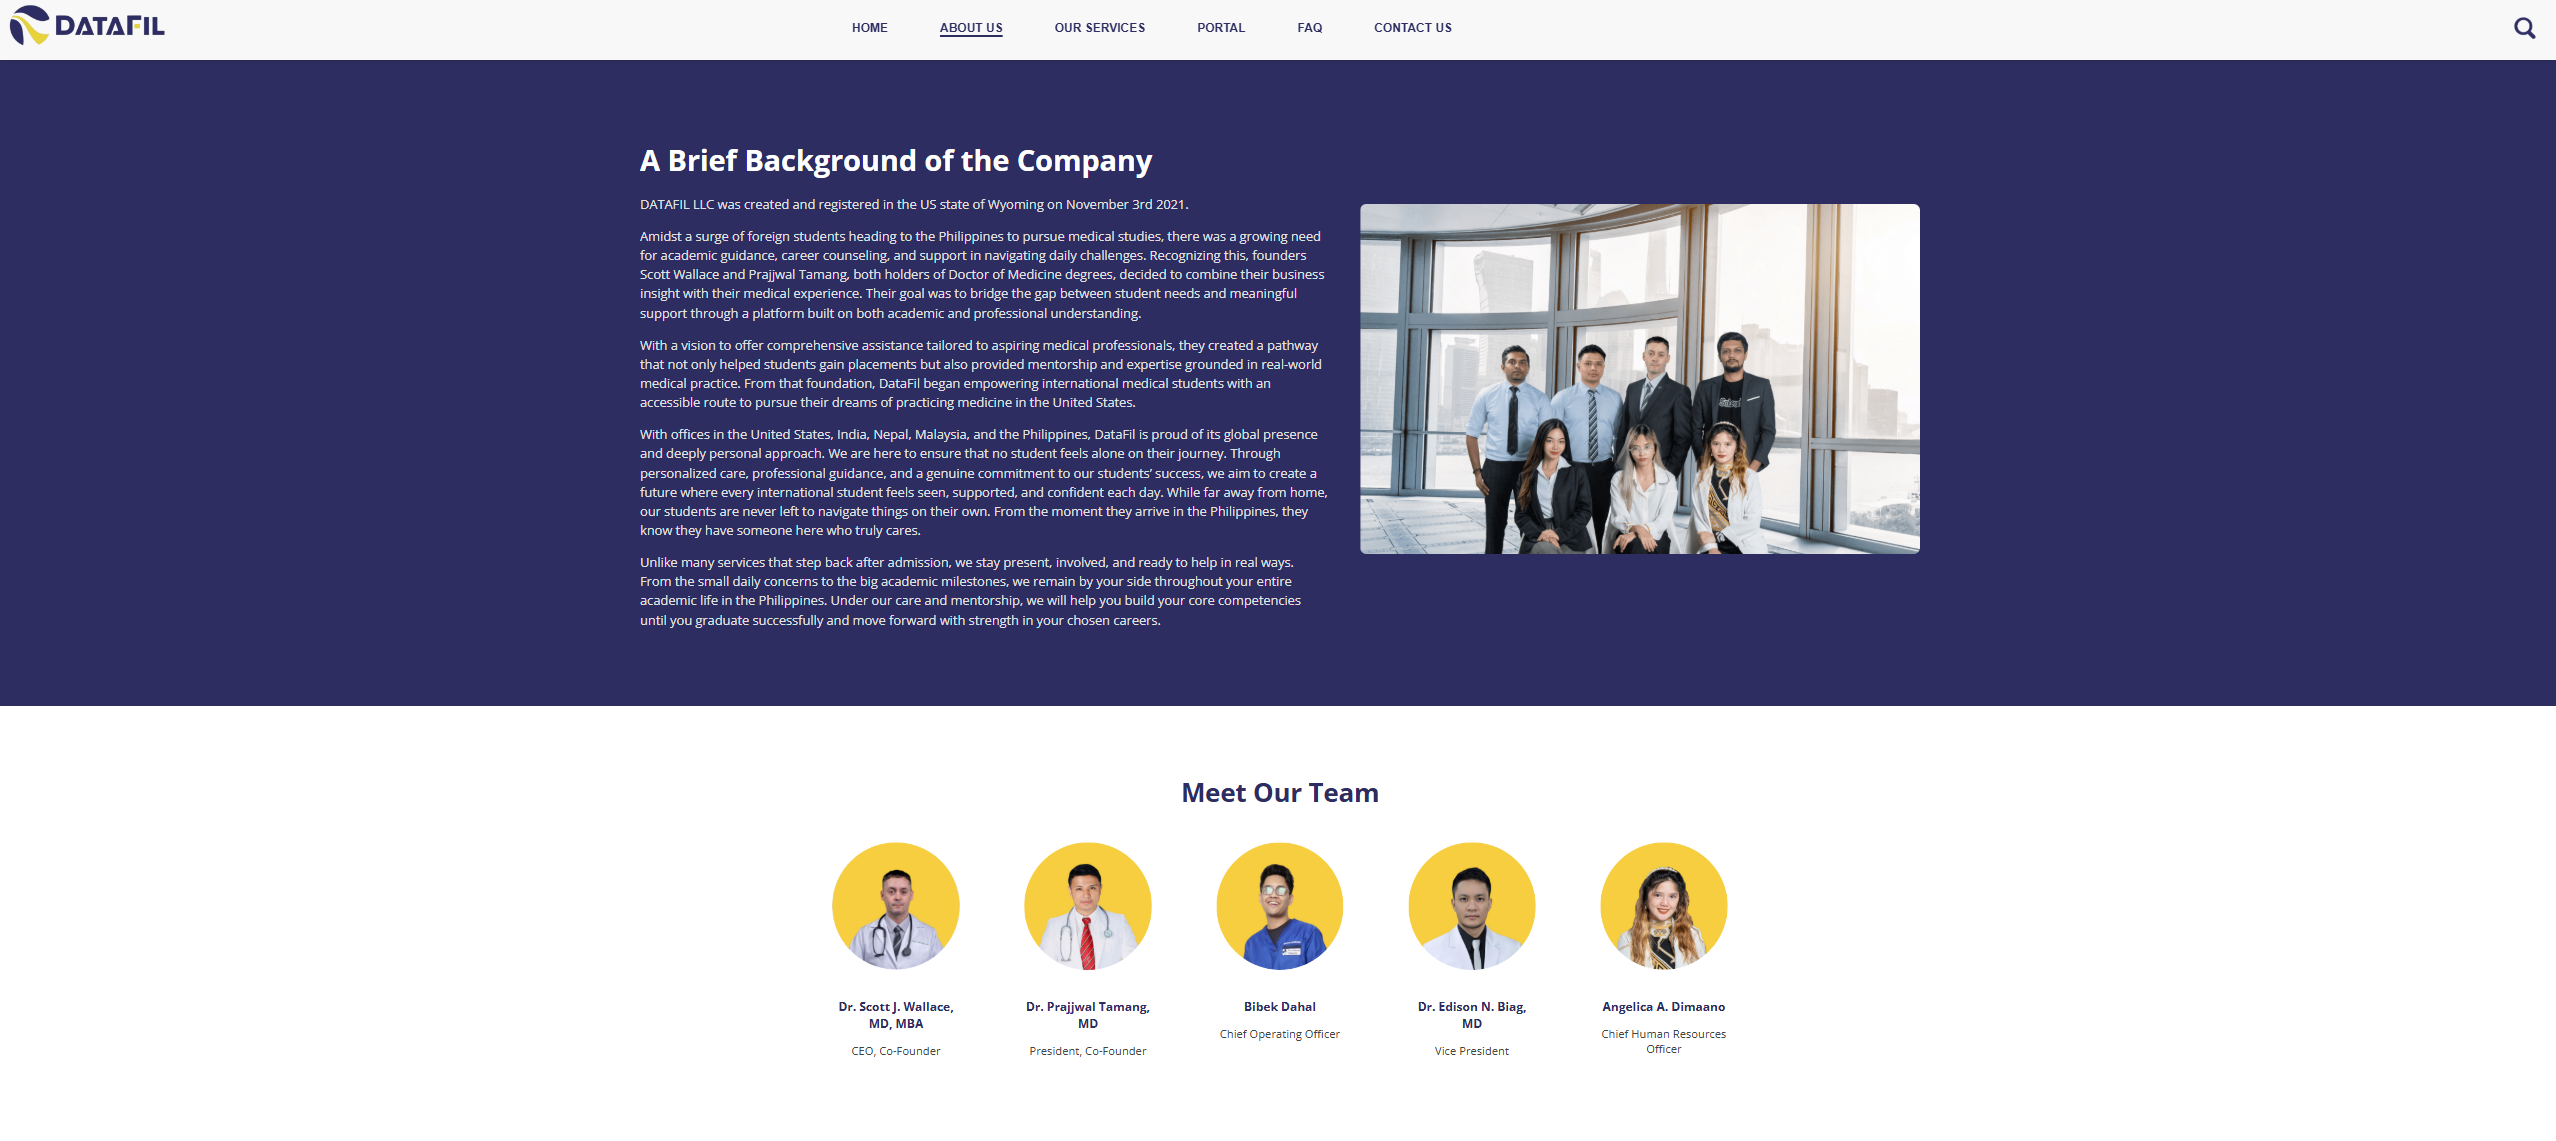 DATAFIL
HOME
ABOUT US
OUR SERVICES
PORTAL
FAQ
CONTACT US
A Brief Background of the Company
DATAFIL LLC was created and registered in the US state of Wyoming on November 3rd 2021.
Amidst a surge of foreign students heading to the Philippines to pursue medical studies, there was a growing need
for academic guidance, career counseling, and support in navigating daily challenges. Recognizing this, founders
Scott Wallace and Prajjwal Tamang, both holders of Doctor of Medicine degrees, decided to combine their business
insight with their medical experience. Their goal was to bridge the gap between student needs and meaningful
support through a platform built on both academic and professional understanding.
With a vision to offer comprehensive assistance tailored to aspiring medical professionals, they created a pathway
that not only helped students gain placements but also provided mentorship and expertise grounded in real-world
medical practice. From that foundation, DataFil began empowering international medical students with an
accessible route to pursue their dreams of practicing medicine in the United States.
With offices in the United States, India, Nepal, Malaysia, and the Philippines, DataFil is proud of its global presence
and deeply personal approach. We are here to ensure that no student feels alone on their journey. Through
personalized care, professional guidance, and a genuine commitment to our students’ success, we aim to create a
future where every international student feels seen, supported, and confident each day. While far away from home,
our students are never left to navigate things on their own. From the moment they arrive in the Philippines, they
know they have someone here who truly cares.
Unlike many services that step back after admission, we stay present, involved, and ready to help in real ways.
From the small daily concerns to the big academic milestones, we remain by your side throughout your entire
academic life in the Philippines. Under our care and mentorship, we will help you build your core competencies
until you graduate successfully and move forward with strength in your chosen careers.
Meet Our Team
Dr. Scott J. Wallace,
MD, MBA
CEO, Co-Founder
Dr. Prajjwal Tamang,
MD
President, Co-Founder
Bibek Dahal
Chief Operating Officer
Dr. Edison N. Biag,
MD
Vice President
Angelica A. Dimaano
Chief Human Resources
Officer